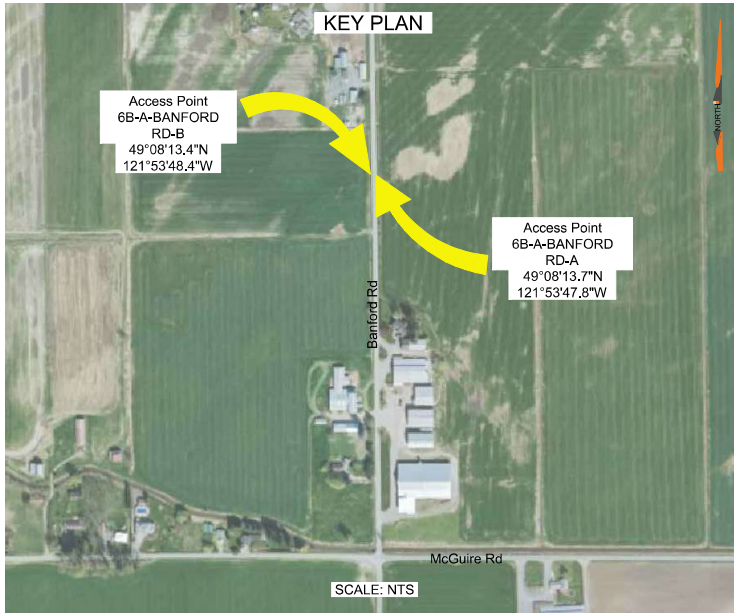 KEY PLAN
Access Point
6B-A-BANFORD
RD-B
49°08'13.4"N
121°53'48.4"W
NORTH
Access Point
6B-A-BANFORD
RD-A
49°08'13.7"N
121°53'47.8"W
Banford Rd
McGuire Rd
SCALE: NTS